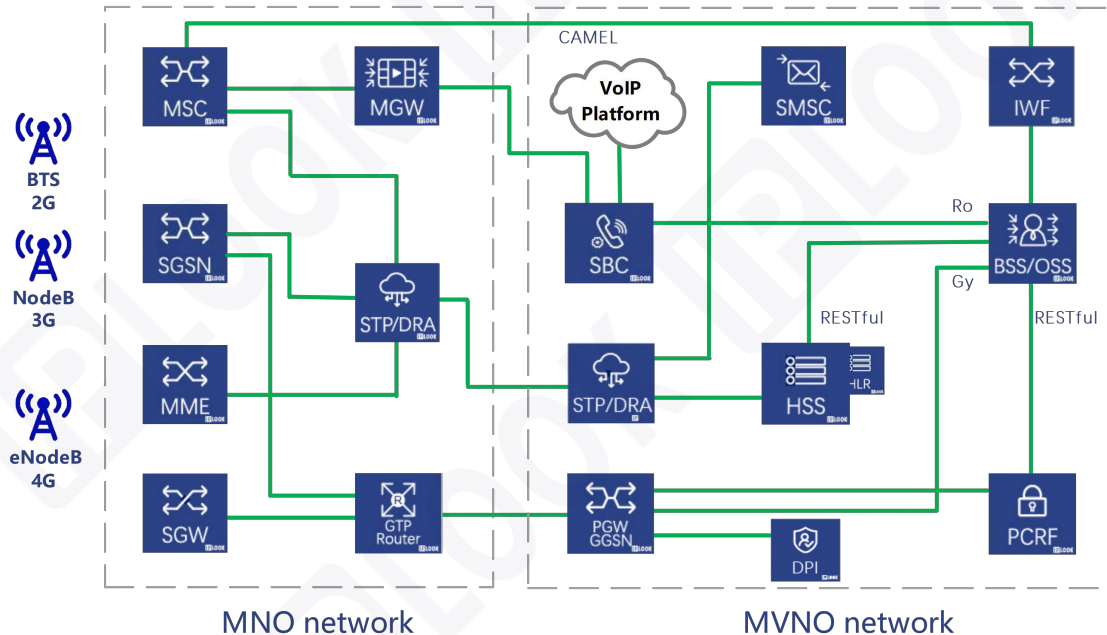 CAMEL
MSC
MGW
VoIP
Platform
SMSC
IWF
BTS
2G
SGSN
SBC
Ro
BSS/OSS
Gy
NodeB
3G
STP/DRA
RESTful
RESTful
MME
STP/DRA
HSS
HLR
eNodeB
4G
SGW
GTP
Router
PGW
GGSN
DPI
PCRF
MNO network
MVNO network